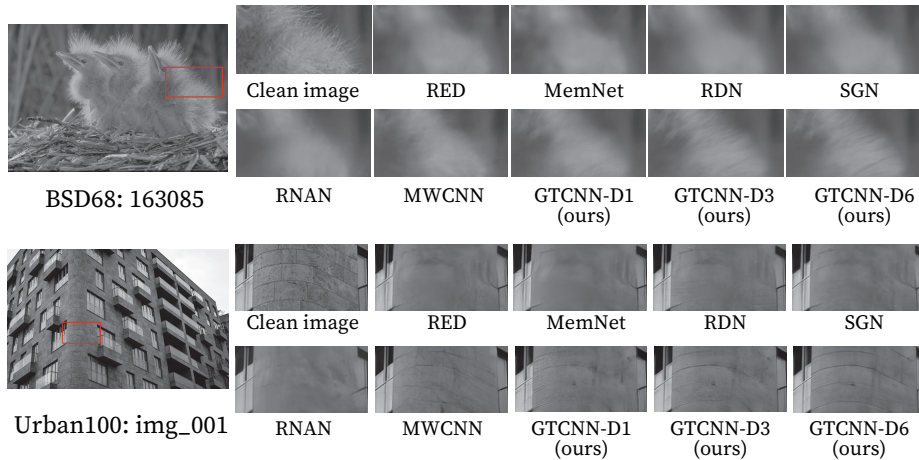 Clean image RED MemNet RDN SGN
BSD68: 163085
RNAN MWCNN GTCNN-D1 GTCNN-D3 GTCNN-D6
(ours) (ours) (ours)
Clean image RED MemNet RDN SGN
Urban100: img_001
RNAN MWCNN GTCNN-D1 GTCNN-D3 GTCNN-D6
(ours) (ours) (ours)